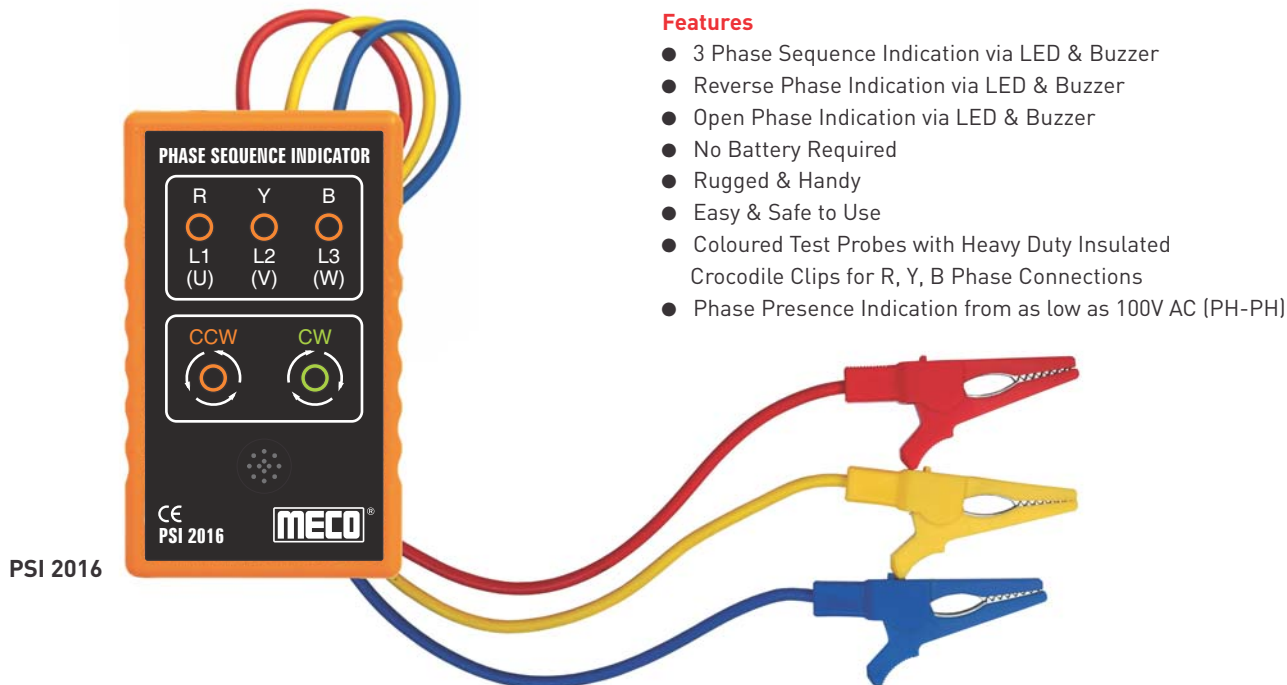 PHASE SEQUENCE INDICATOR
R Y B
L1 L2 L3
(U) (V) (W)
CCW CW
CE
PSI 2016
MECO®
PSI 2016
Features
● 3 Phase Sequence Indication via LED & Buzzer
● Reverse Phase Indication via LED & Buzzer
● Open Phase Indication via LED & Buzzer
● No Battery Required
● Rugged & Handy
● Easy & Safe to Use
● Coloured Test Probes with Heavy Duty Insulated
Crocodile Clips for R, Y, B Phase Connections
● Phase Presence Indication from as low as 100V AC (PH-PH)